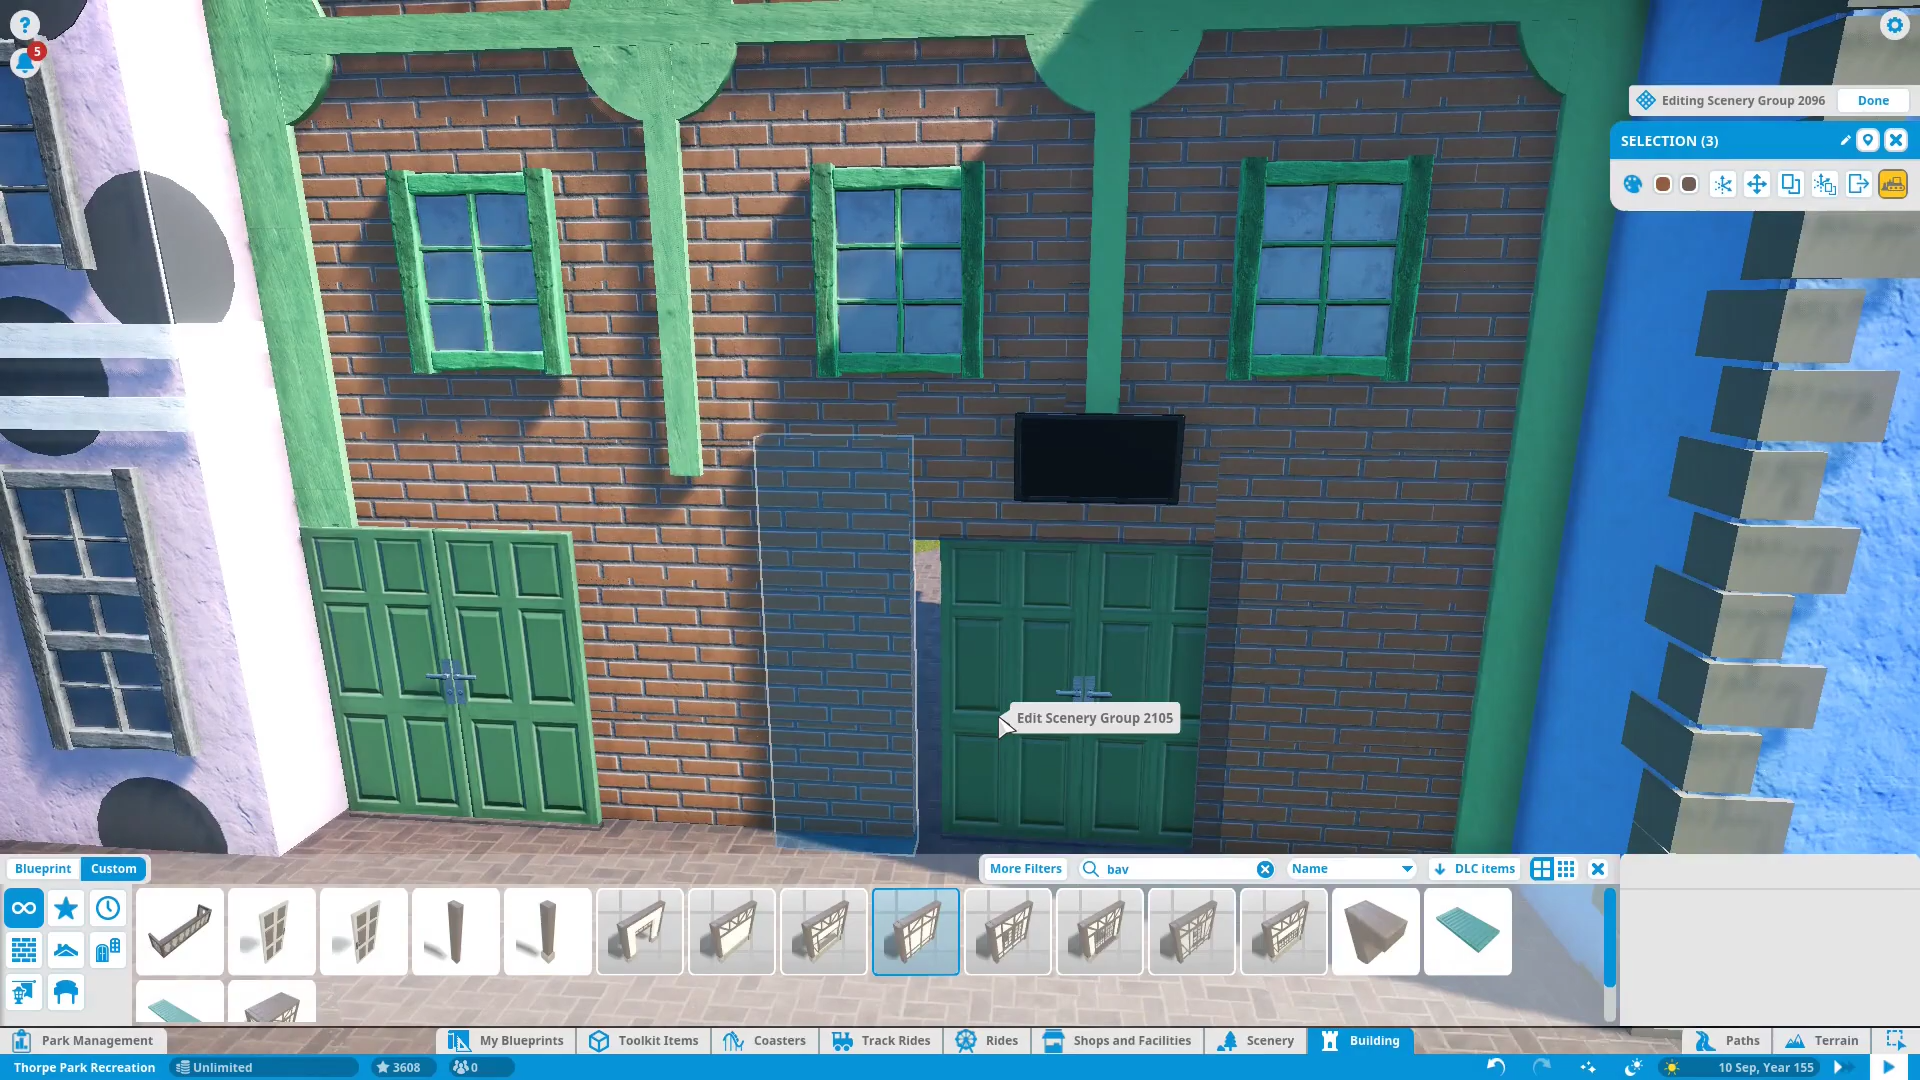 ?
5
Editing Scenery Group 2096
Done
SELECTION (3)
Edit Scenery Group 2105
Blueprint
Custom
More Filters
bav
Name
DLC items
Park Management
My Blueprints
Toolkit Items
Coasters
Track Rides
Rides
Shops and Facilities
Scenery
Building
Paths
Terrain
Thorpe Park Recreation
Unlimited
3608
0
10 Sep, Year 155